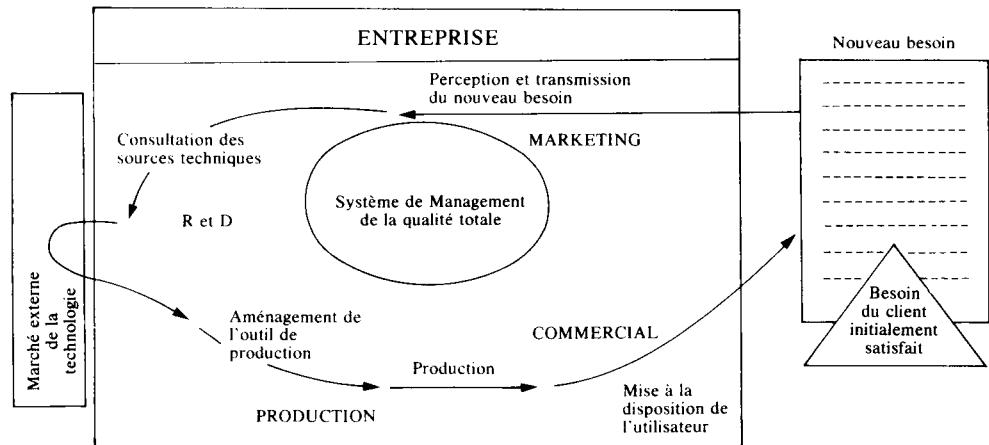 ENTREPRISE
Nouveau besoin
Perception et transmission
du nouveau besoin
MARKETING
Consultation des
sources techniques
Système de Management
de la qualité totale
R et D
Marché externe
de la
technologie
Aménagement de
l'outil de
production
COMMERCIAL
Besoin
du client
initialement
satisfait
Production
PRODUCTION
Mise à la
disposition de
l'utilisateur